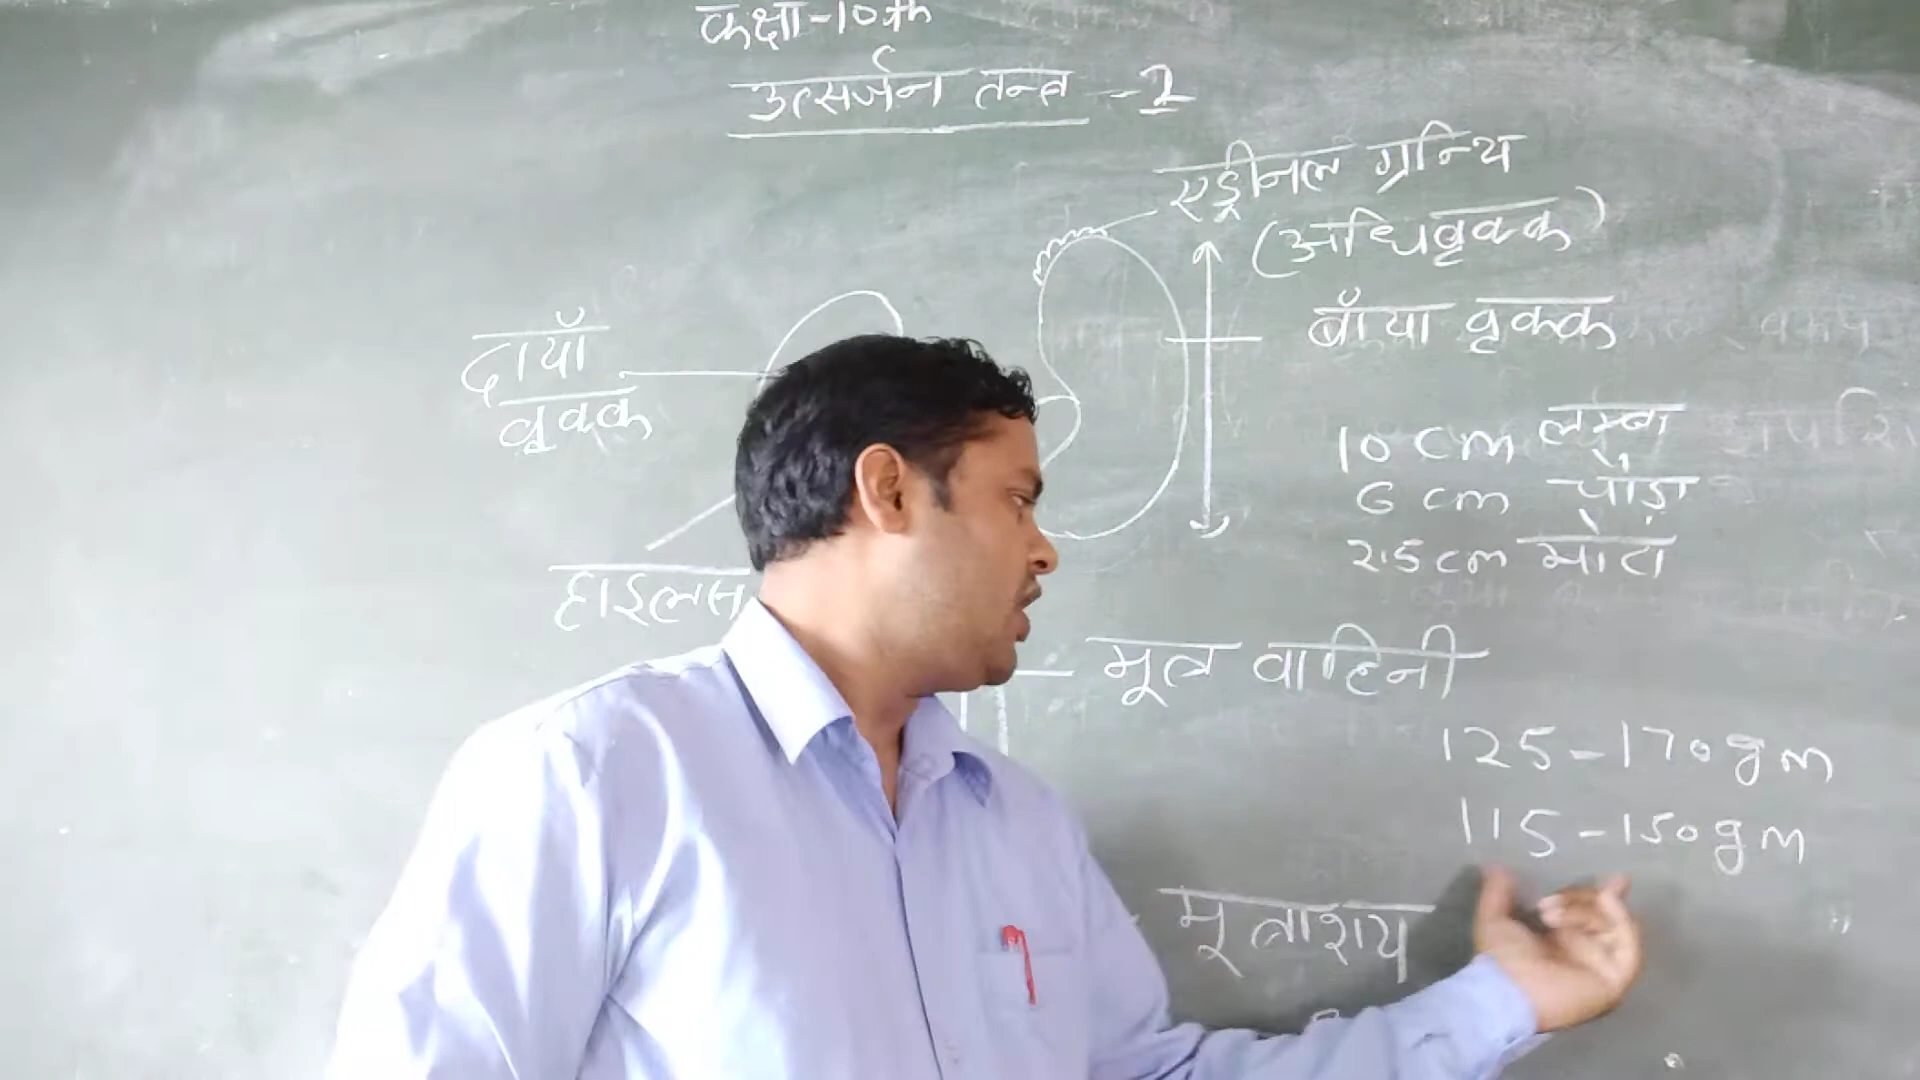 कक्षा-10th
उत्सर्जन तन्त्र -2
एड्रीनल ग्रन्थि
(अधिवृक्क)
बाँया वृक्क
दायाँ
वृक्क
10 cm लम्बा
6 cm चौड़ा
2.5 cm मोटा
हाइलस
मूत्र वाहिनी
125-170 gm
115-150 gm
मूत्राशय